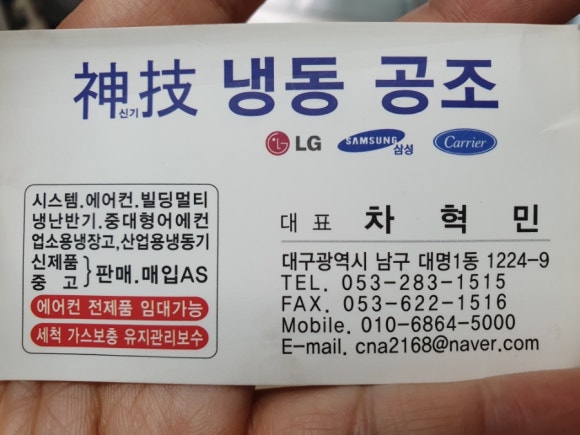 神技 냉동 공조
신기
LG SAMSUNG 삼성 Carrier
시스템.에어컨.빌딩멀티
냉난반기.중대형어에컨
업소용냉장고,산업용냉동기
신제품
중 고 } 판매.매입AS
에어컨 전제품 임대가능
세척 가스보충 유지관리보수
대 표 차 혁 민
대구광역시 남구 대명1동 1224-9
TEL. 053-283-1515
FAX. 053-622-1516
Mobile. 010-6864-5000
E-mail. cna2168@naver.com